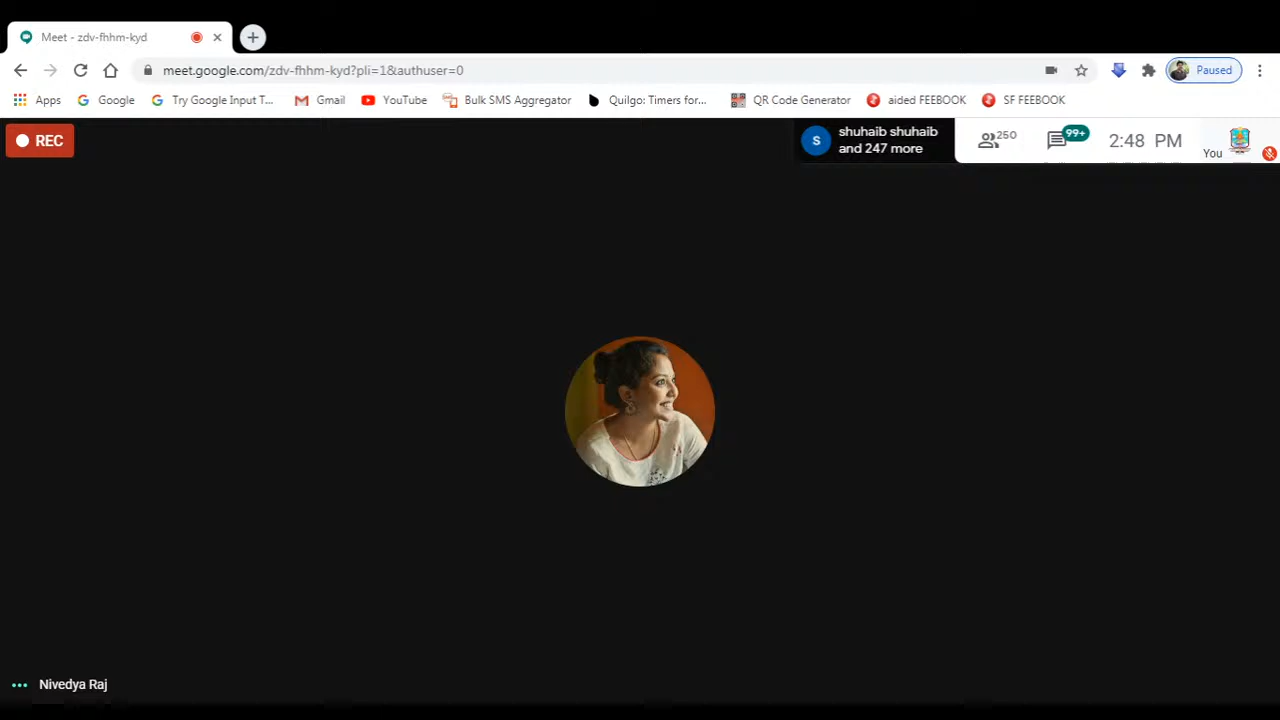 Meet - zdv-fhhm-kyd
meet.google.com/zdv-fhhm-kyd?pli=1&authuser=0
Paused
Apps
Google
Try Google Input T...
Gmail
YouTube
Bulk SMS Aggregator
Quilgo: Timers for...
QR Code Generator
aided FEEBOOK
SF FEEBOOK
REC
S
shuhaib shuhaib
and 247 more
250
99+
2:48 PM
You
Nivedya Raj